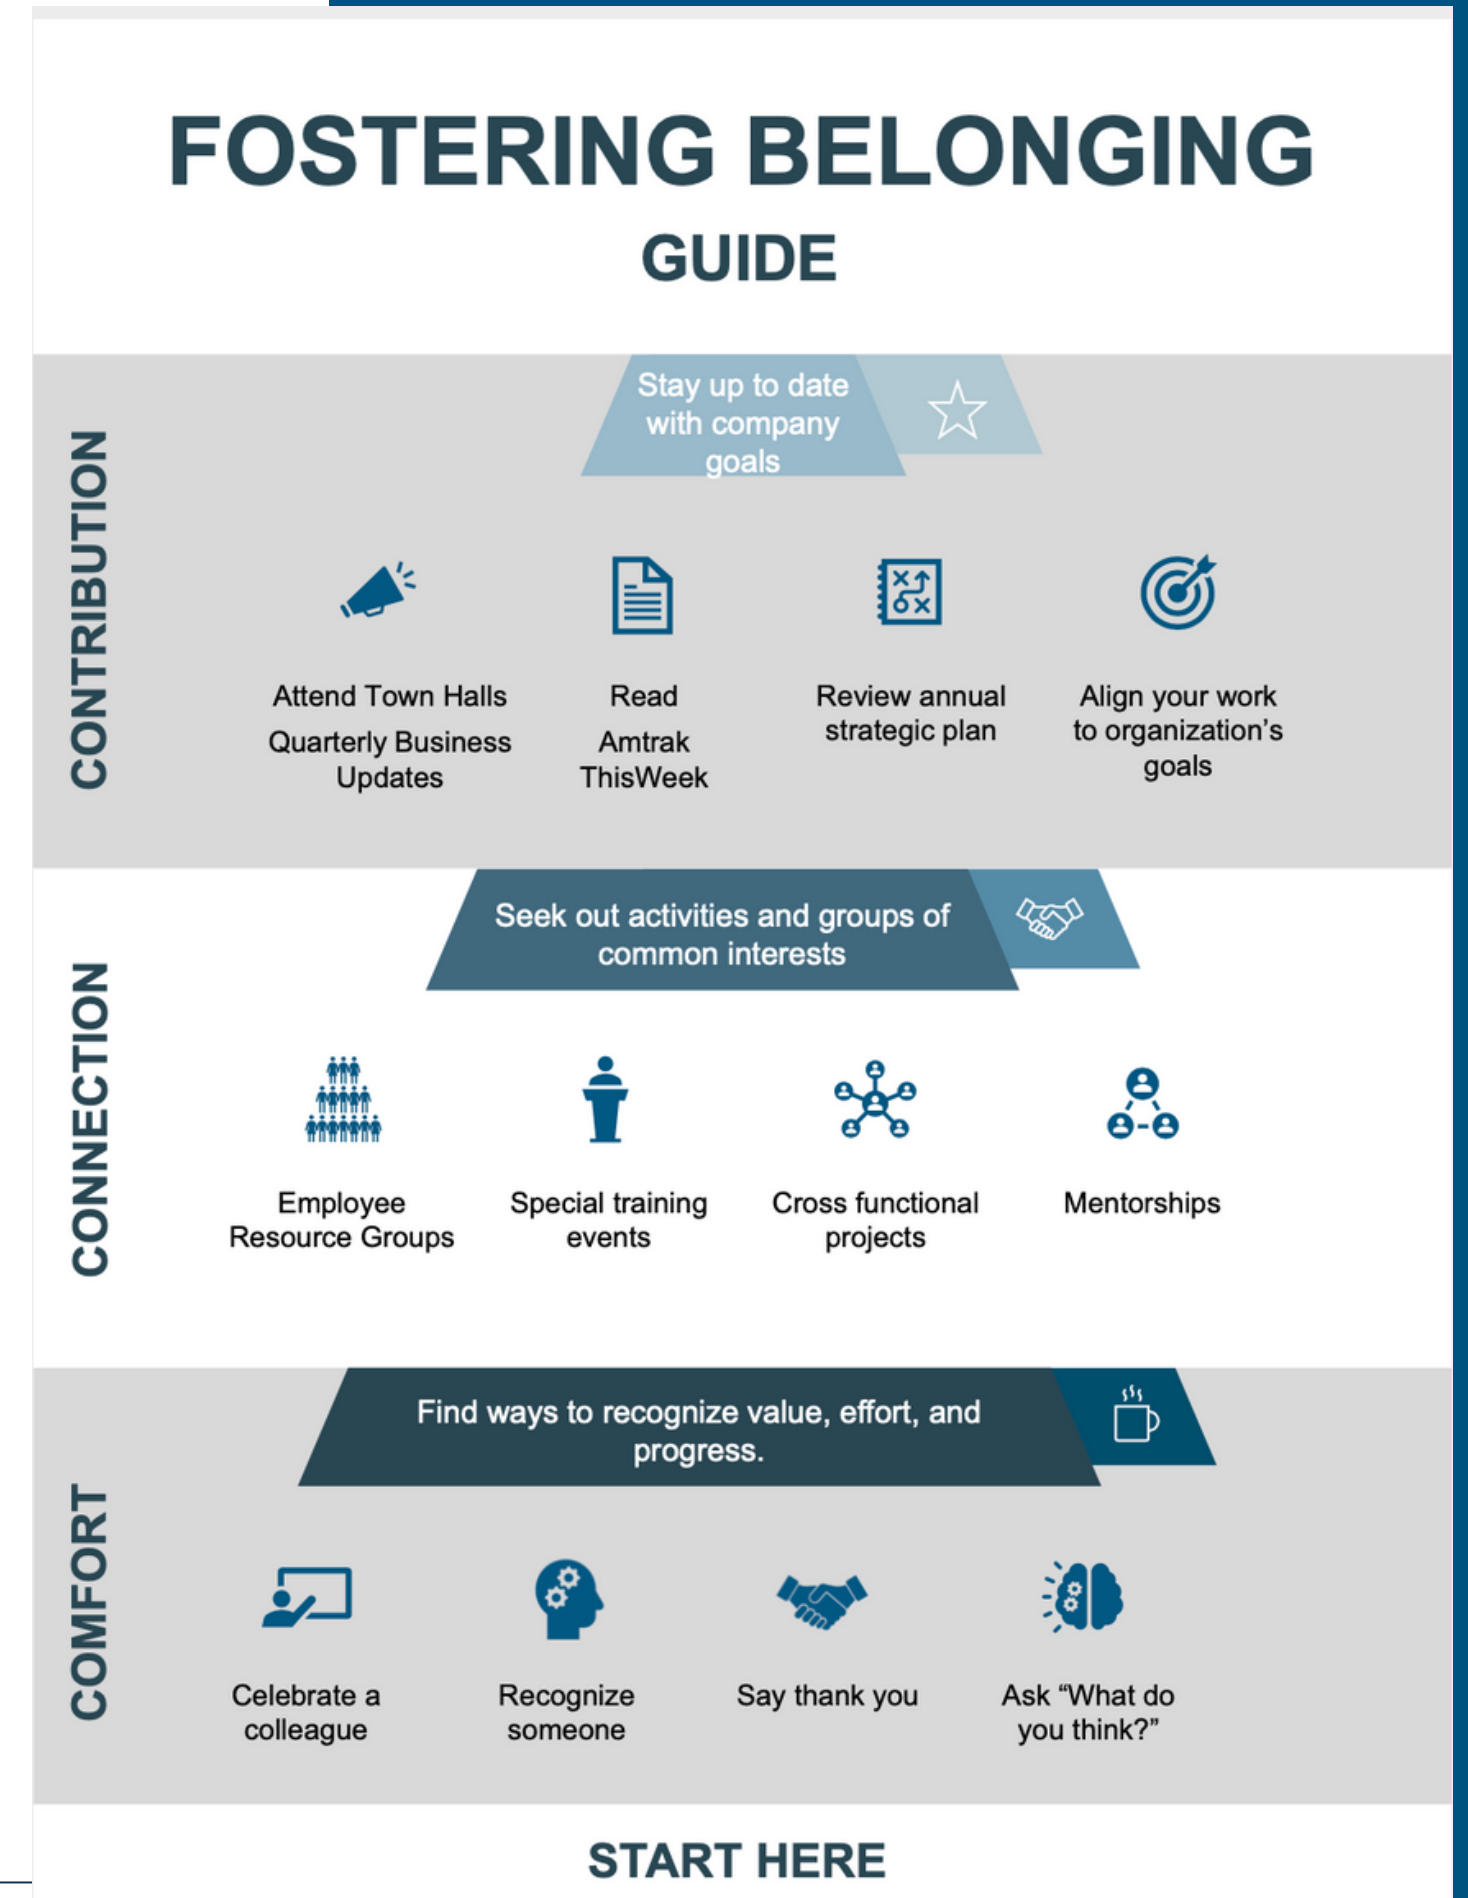 FOSTERING BELONGING
GUIDE
CONTRIBUTION
Stay up to date
with company
goals
Attend Town Halls
Quarterly Business
Updates
Read
Amtrak
ThisWeek
Review annual
strategic plan
Align your work
to organization's
goals
CONNECTION
Seek out activities and groups of
common interests
Employee
Resource Groups
Special training
events
Cross functional
projects
Mentorships
COMFORT
Find ways to recognize value, effort, and
progress.
Celebrate a
colleague
Recognize
someone
Say thank you
Ask “What do
you think?”
START HERE